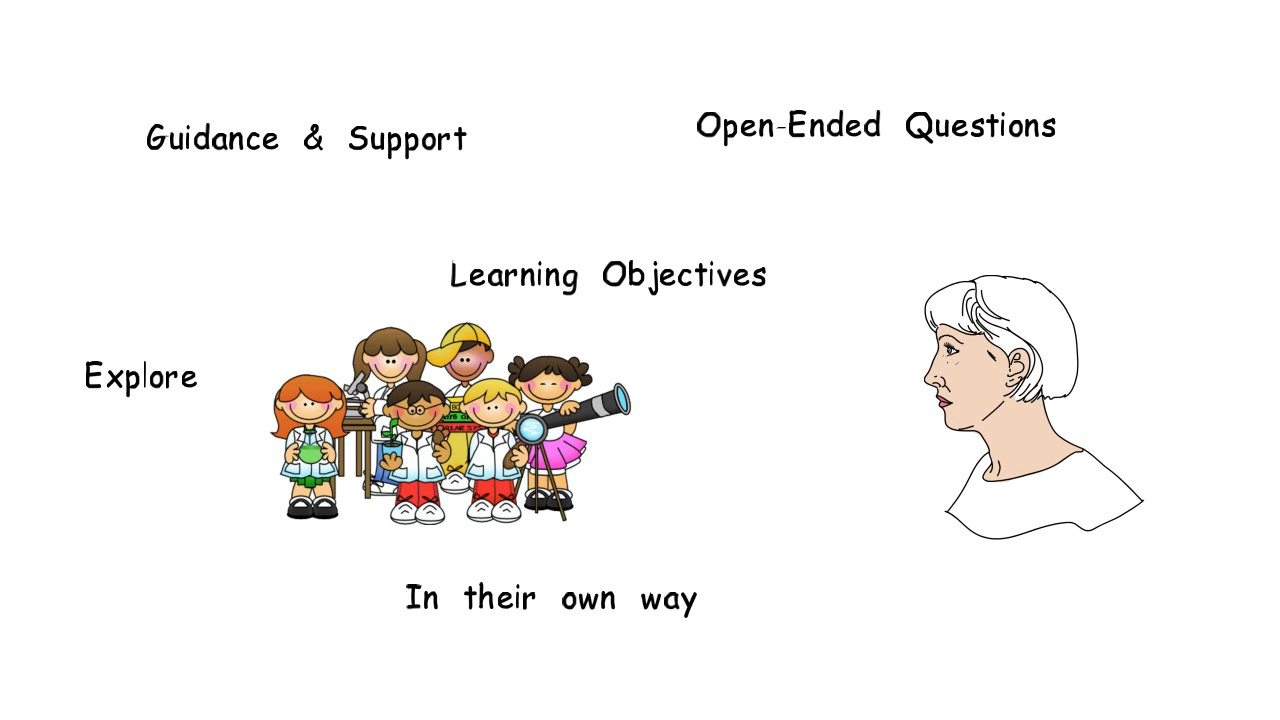 Guidance & Support
Open-Ended Questions
Learning Objectives
Explore
In their own way